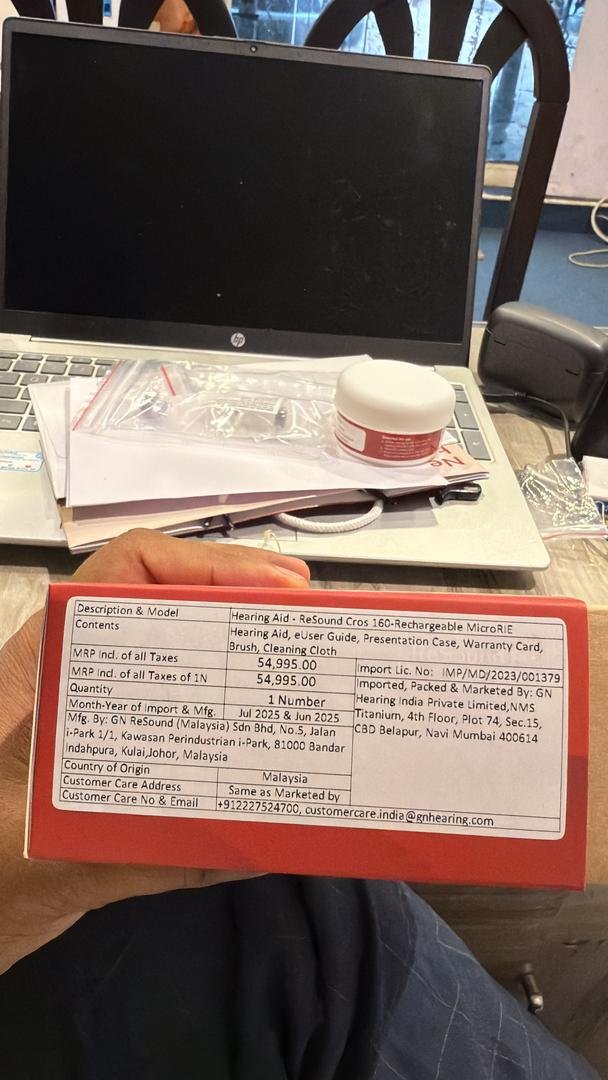 hp
Description & Model Hearing Aid - ReSound Cros 160-Rechargeable MicroRIE
Contents Hearing Aid, eUser Guide, Presentation Case, Warranty Card,
Brush, Cleaning Cloth
MRP Incl. of all Taxes 54,995.00
MRP Incl. of all Taxes of 1N 54,995.00
Quantity 1 Number
Month-Year of Import & Mfg. Jul 2025 & Jun 2025
Mfg. By: GN ReSound (Malaysia) Sdn Bhd, No.5, Jalan
i-Park 1/1, Kawasan Perindustrian i-Park, 81000 Bandar
Indahpura, Kulai,Johor, Malaysia
Import Lic. No: IMP/MD/2023/001379
Imported, Packed & Marketed By: GN
Hearing India Private Limited,NMS
Titanium, 4th Floor, Plot 74, Sec.15,
CBD Belapur, Navi Mumbai 400614
Country of Origin Malaysia
Customer Care Address Same as Marketed by
Customer Care No & Email +912227524700, customercare.india@gnhearing.com